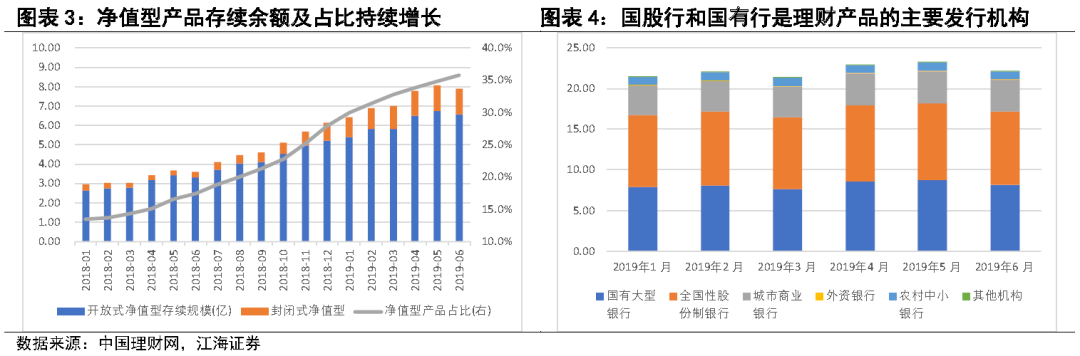 图表 3：净值型产品存续余额及占比持续增长
10.00
9.00
8.00
7.00
6.00
5.00
4.00
3.00
2.00
1.00
0.00
40.0%
35.0%
30.0%
25.0%
20.0%
15.0%
10.0%
2018-01
2018-02
2018-03
2018-04
2018-05
2018-06
2018-07
2018-08
2018-09
2018-10
2018-11
2018-12
2019-01
2019-02
2019-03
2019-04
2019-05
2019-06
开放式净值型存续规模(亿)
封闭式净值型
净值型产品占比(右)
图表 4：国股行和国有行是理财产品的主要发行机构
25.00
20.00
15.00
10.00
5.00
0.00
2019年1月
2019年2月
2019年3月
2019年4月
2019年5月
2019年6月
国有大型
银行
全国性股
份制银行
城市商业
银行
外资银行
农村中小
银行
其他机构
数据来源：中国理财网，江海证券